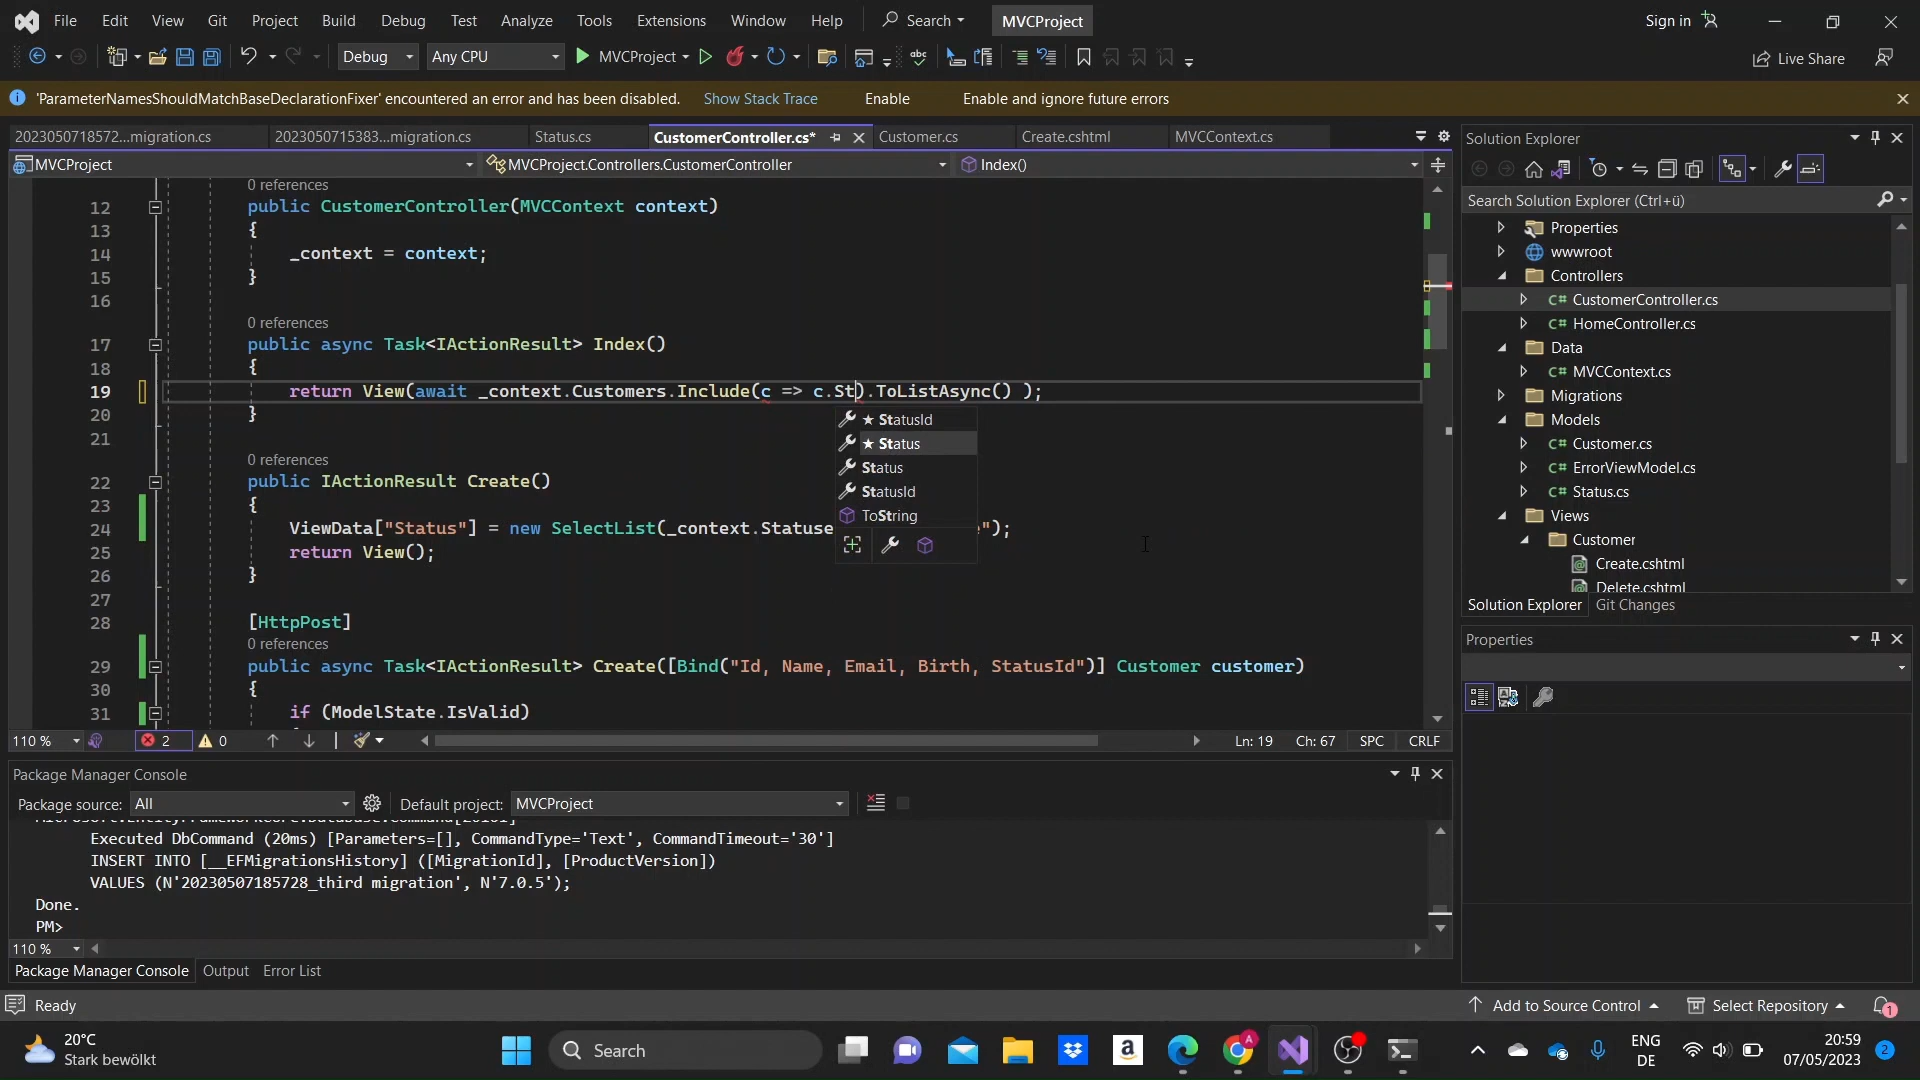 File Edit View Git Project Build Debug Test Analyze Tools Extensions Window Help Search MVCProject Sign in
Debug Any CPU MVCProject Live Share
'ParameterNamesShouldMatchBaseDeclarationFixer' encountered an error and has been disabled. Show Stack Trace Enable Enable and ignore future errors
2023050718572...migration.cs 2023050715383...migration.cs Status.cs CustomerController.cs* Customer.cs Create.cshtml MVCContext.cs
MVCProject MVCProject.Controllers.CustomerController Index()
0 references
12 public CustomerController(MVCContext context)
13 {
14 _context = context;
15 }
16
0 references
17 public async Task<IActionResult> Index()
18 {
19 return View(await _context.Customers.Include(c => c.St).ToListAsync() );
20 }
21
0 references
22 public IActionResult Create()
23 {
24 ViewData["Status"] = new SelectList(_context.Statuse ");
25 return View();
26 }
27
28 [HttpPost]
0 references
29 public async Task<IActionResult> Create([Bind("Id, Name, Email, Birth, StatusId")] Customer customer)
30 {
31 if (ModelState.IsValid)
★ StatusId
★ Status
Status
StatusId
ToString
110 % 2 0 Ln: 19 Ch: 67 SPC CRLF
Package Manager Console
Package source: All Default project: MVCProject
Executed DbCommand (20ms) [Parameters=[], CommandType='Text', CommandTimeout='30']
INSERT INTO [__EFMigrationsHistory] ([MigrationId], [ProductVersion])
VALUES (N'20230507185728_third migration', N'7.0.5');
Done.
PM>
110 %
Package Manager Console Output Error List
Solution Explorer
Search Solution Explorer (Ctrl+ü)
Properties
wwwroot
Controllers
C# CustomerController.cs
C# HomeController.cs
Data
C# MVCContext.cs
Migrations
Models
C# Customer.cs
C# ErrorViewModel.cs
C# Status.cs
Views
Customer
Create.cshtml
Delete.cshtml
Solution Explorer Git Changes
Properties
Ready Add to Source Control Select Repository 1
20°C
Stark bewölkt
Search
ENG
DE
20:59
07/05/2023
2